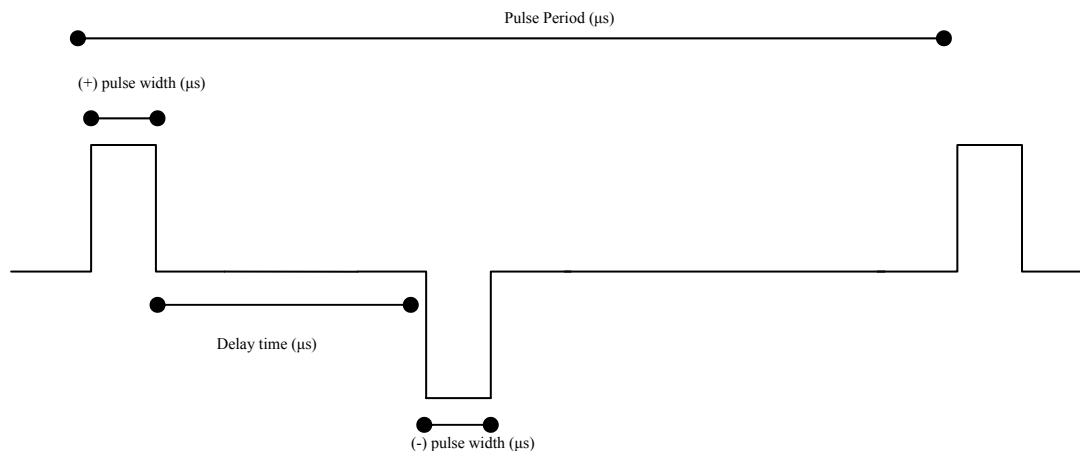 Pulse Period (μs)
(+) pulse width (μs)
Delay time (μs)
(-) pulse width (μs)